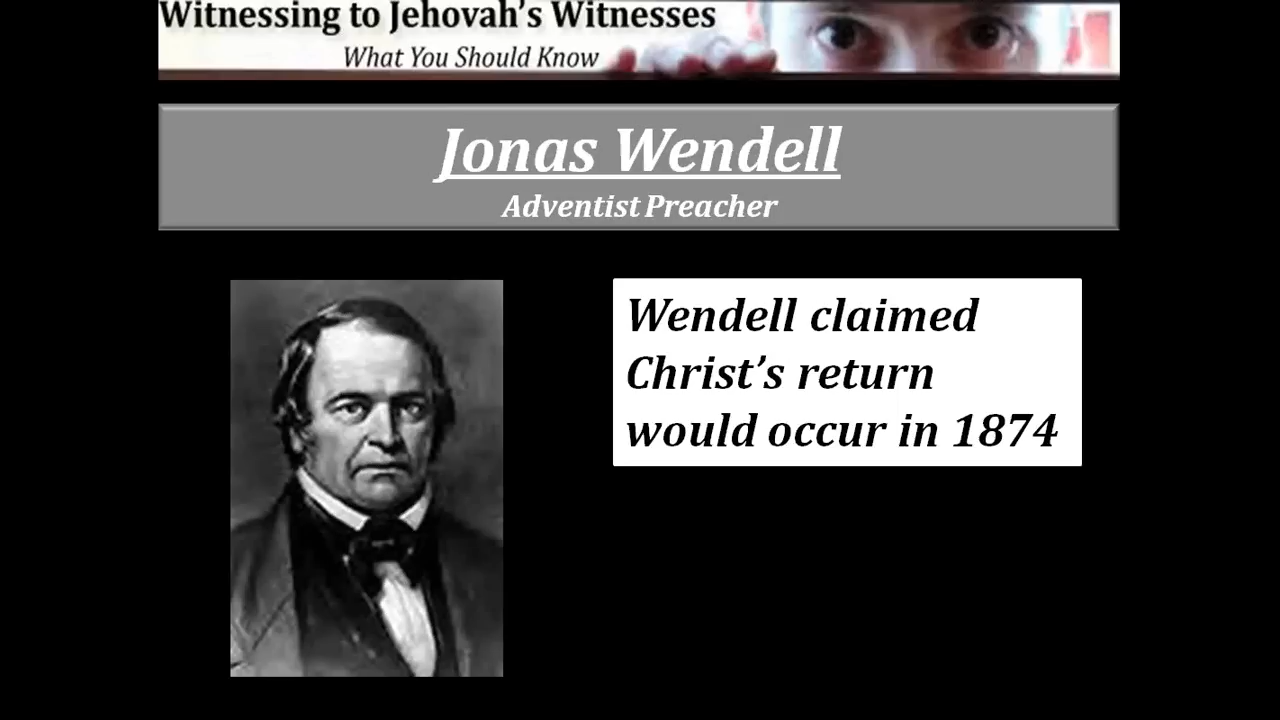 Witnessing to Jehovah's Witnesses
What You Should Know
Jonas Wendell
Adventist Preacher
Wendell claimed
Christ's return
would occur in 1874